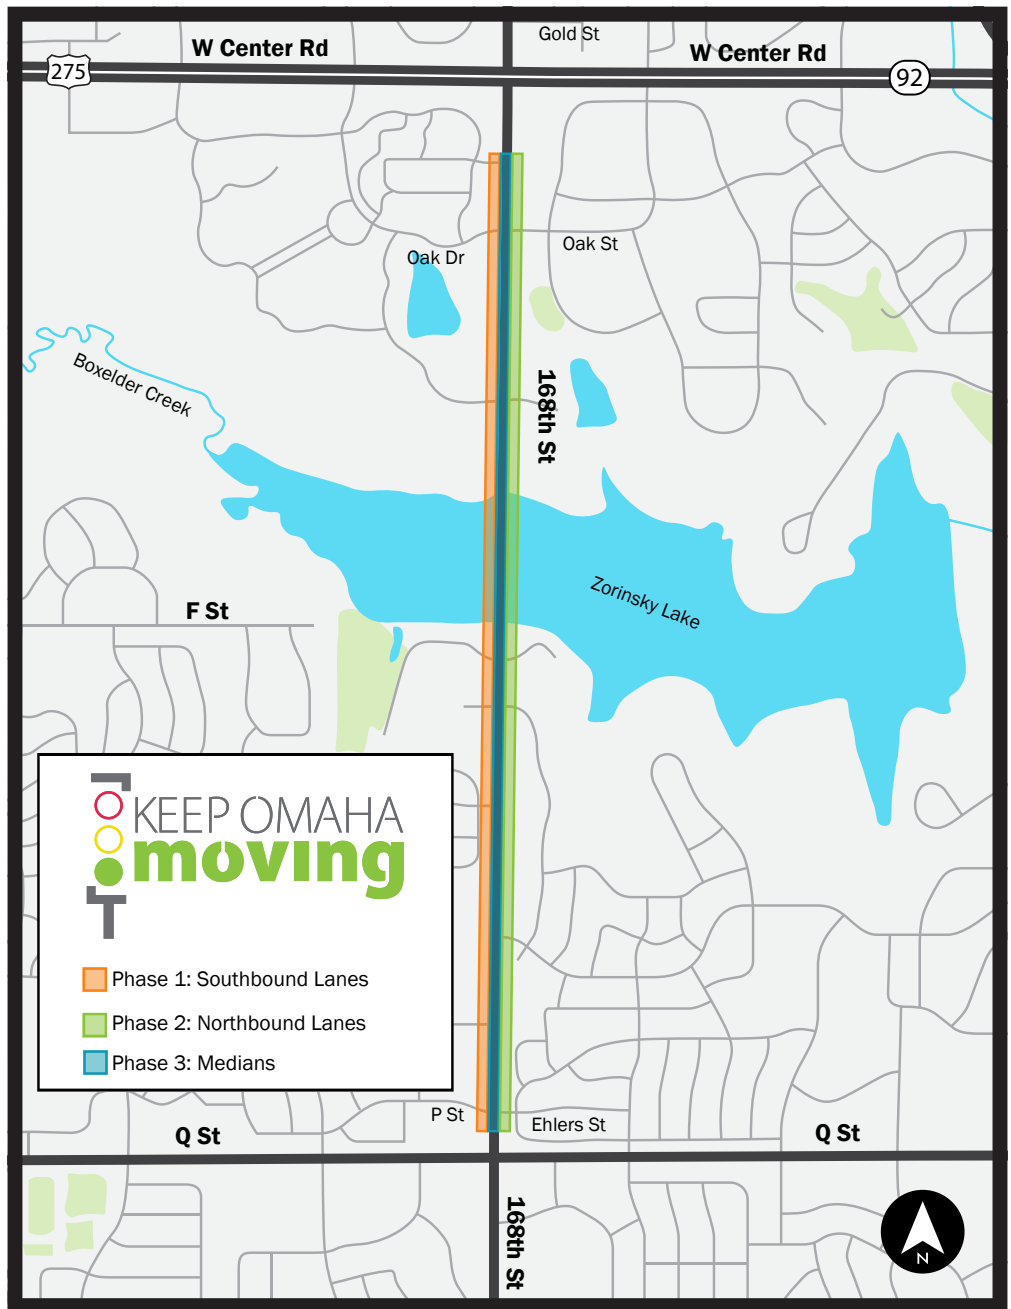 Gold St
W Center Rd
W Center Rd
275
92
Oak St
Oak Dr
Boxelder Creek
168th St
Zorinsky Lake
F St
KEEP OMAHA
moving
Phase 1: Southbound Lanes
Phase 2: Northbound Lanes
Phase 3: Medians
P St
Ehlers St
Q St
Q St
168th St
N